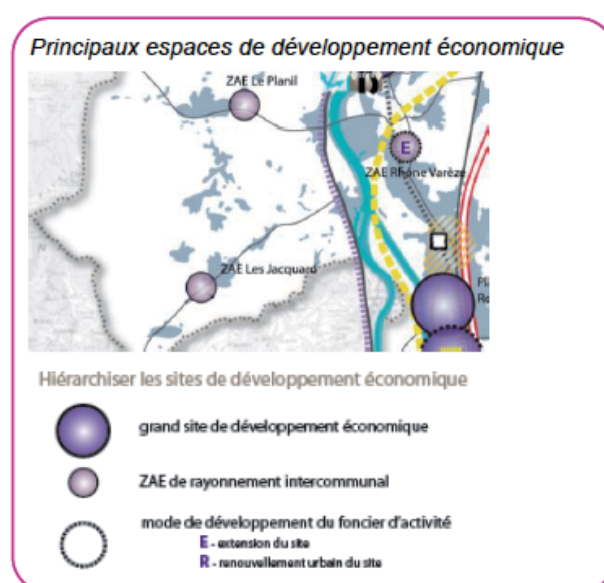 Principaux espaces de développement économique
ZAE Le Planil
E
ZAE Rhône Varèze
ZAE Les Jacquard
Hiérarchiser les sites de développement économique
grand site de développement économique
ZAE de rayonnement intercommunal
mode de développement du foncier d'activité
E - extension du site
R - renouvellement urbain du site